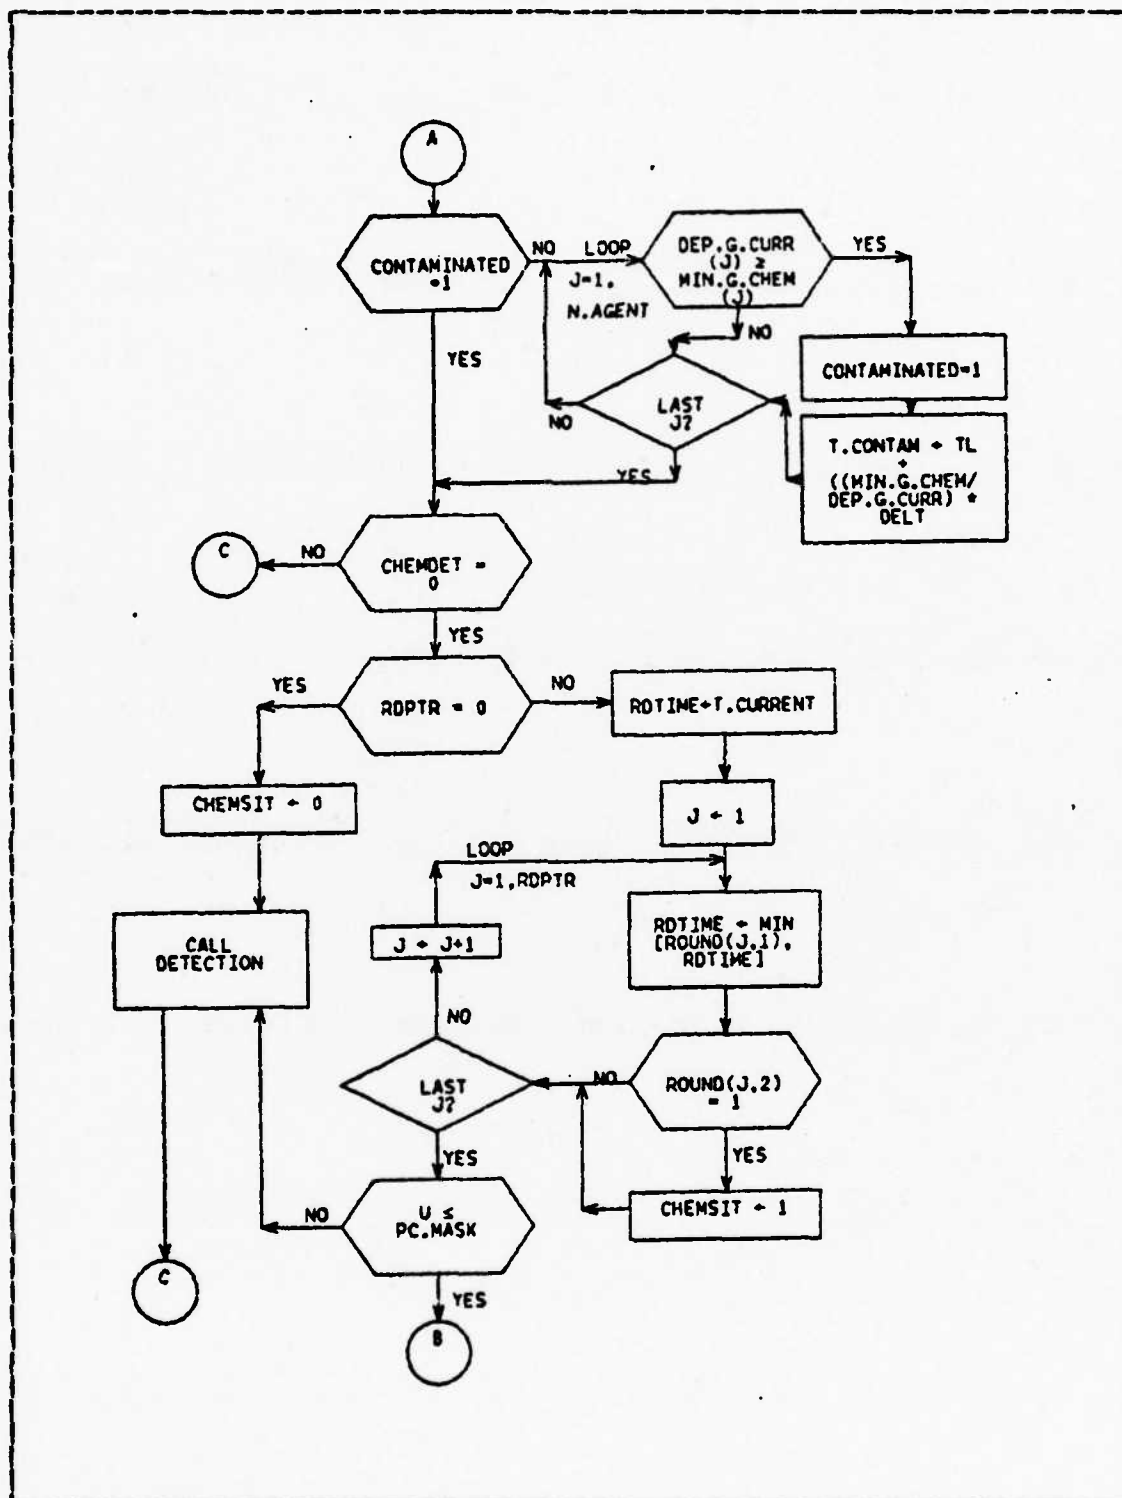 A
CONTAMINATED
=1
NO LOOP
J=1,
N.AGENT
DEP.G.CURR
(J) ≥
MIN.G.CHEM
(J)
YES
NO
YES
CONTAMINATED=1
LAST
J?
NO
YES
T.CONTAM ← TL
+
((MIN.G.CHEM/
DEP.G.CURR) *
DELT
C
NO
CHEMDET =
0
YES
YES
RDPTR = 0
NO
RDTIME←T.CURRENT
CHEMSIT ← 0
J ← 1
LOOP
J=1,RDPTR
CALL
DETECTION
J ← J+1
RDTIME ← MIN
[ROUND(J,1),
RDTIME]
NO
LAST
J?
NO
ROUND(J,2)
= 1
YES
YES
CHEMSIT ← 1
NO
U ≤
PC.MASK
C
YES
B